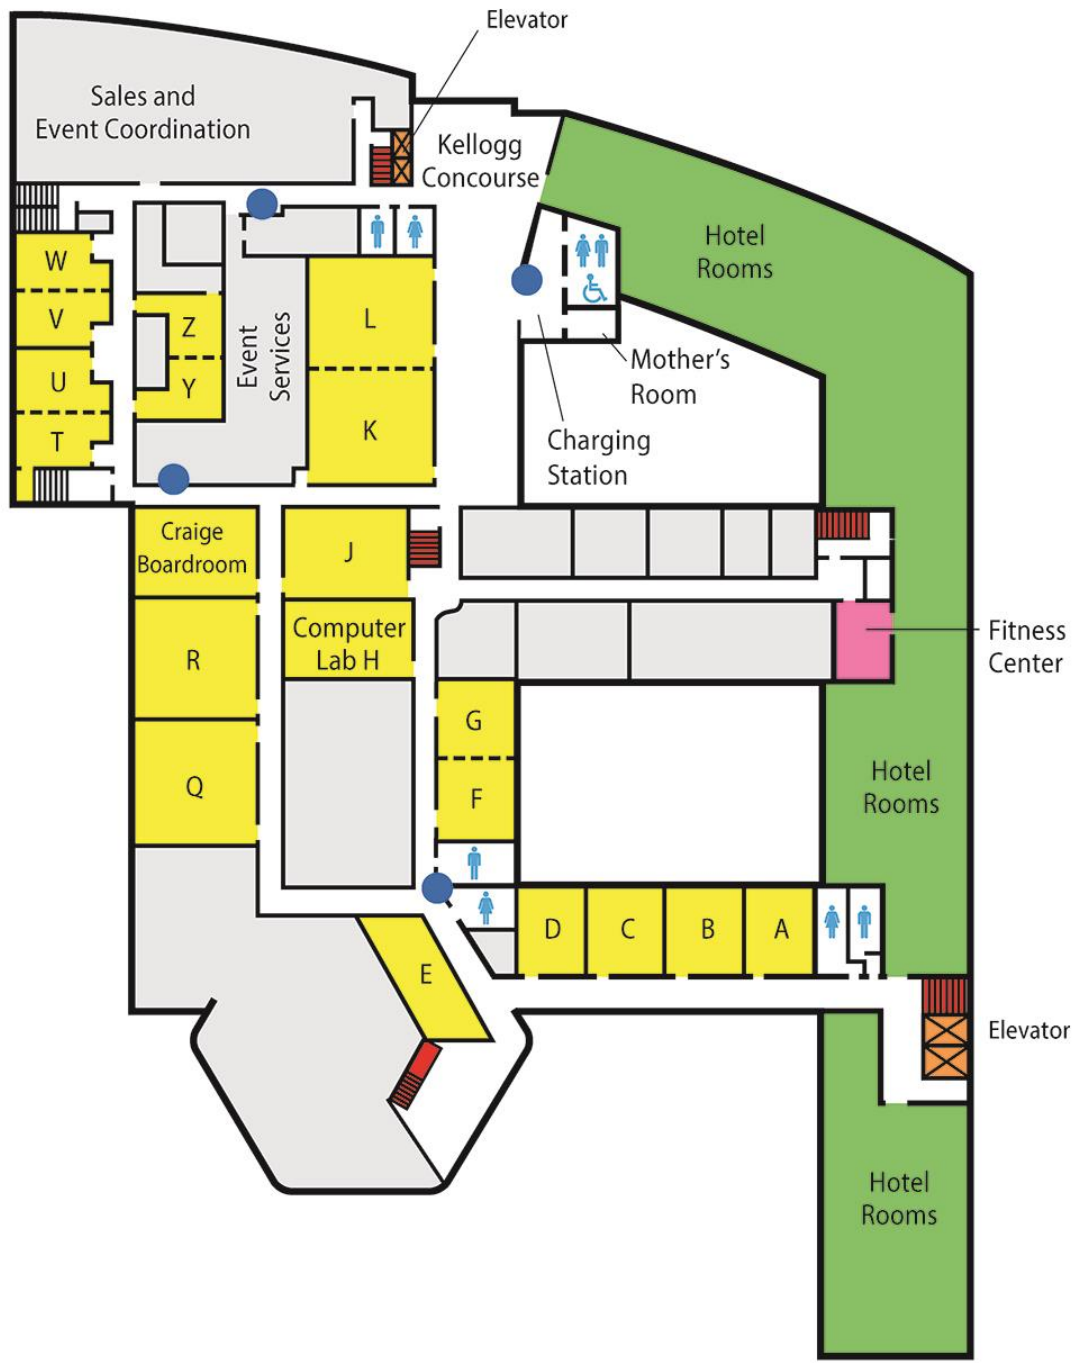 Elevator
Sales and
Event Coordination
Kellogg
Concourse
Hotel
Rooms
W
V
U
T
Z
Y
Event
Services
L
K
Mother's
Room
Charging
Station
Craige
Boardroom
J
Computer
Lab H
R
Q
G
F
Fitness
Center
Hotel
Rooms
D
C
B
A
E
Elevator
Hotel
Rooms